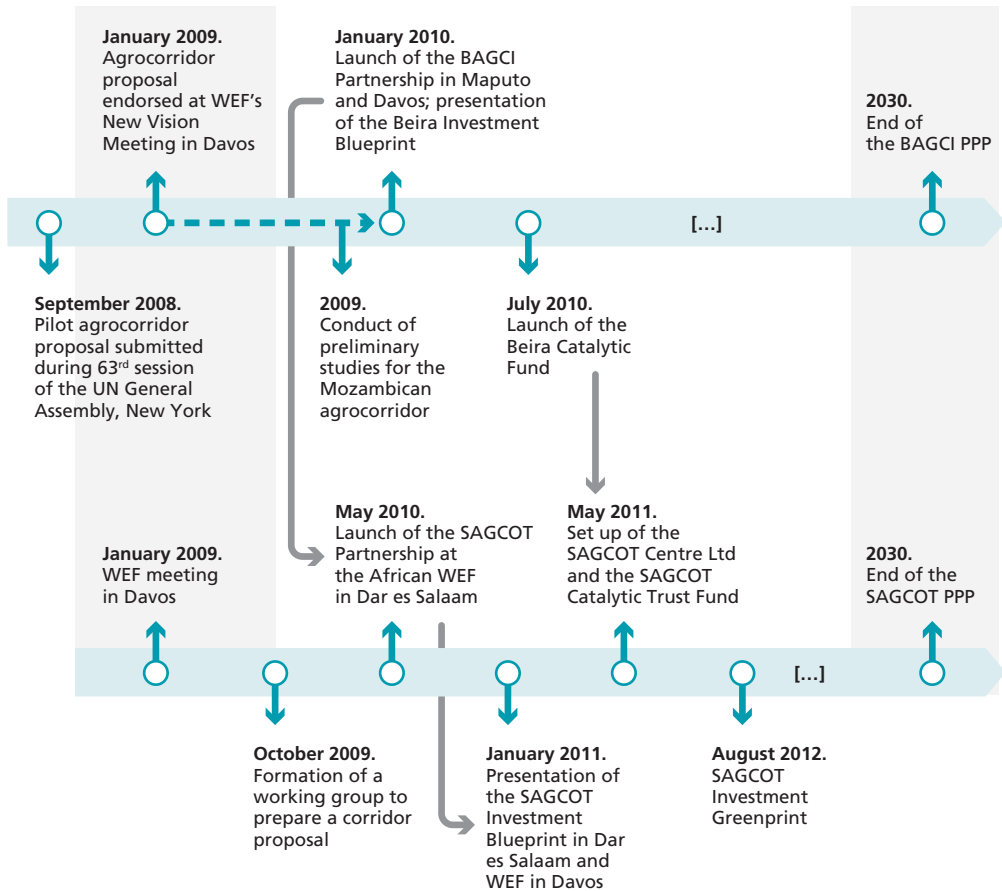 January 2009.
Agrocorridor
proposal
endorsed at WEF’s
New Vision
Meeting in Davos
January 2010.
Launch of the BAGCI
Partnership in Maputo
and Davos; presentation
of the Beira Investment
Blueprint
2030.
End of
the BAGCI PPP
[...]
September 2008.
Pilot agrocorridor
proposal submitted
during 63rd session
of the UN General
Assembly, New York
2009.
Conduct of
preliminary
studies for the
Mozambican
agrocorridor
July 2010.
Launch of the
Beira Catalytic
Fund
January 2009.
WEF meeting
in Davos
May 2010.
Launch of the SAGCOT
Partnership at
the African WEF
in Dar es Salaam
May 2011.
Set up of the
SAGCOT Centre Ltd
and the SAGCOT
Catalytic Trust Fund
2030.
End of the
SAGCOT PPP
[...]
October 2009.
Formation of a
working group to
prepare a corridor
proposal
January 2011.
Presentation of
the SAGCOT
Investment
Blueprint in Dar
es Salaam and
WEF in Davos
August 2012.
SAGCOT
Investment
Greenprint